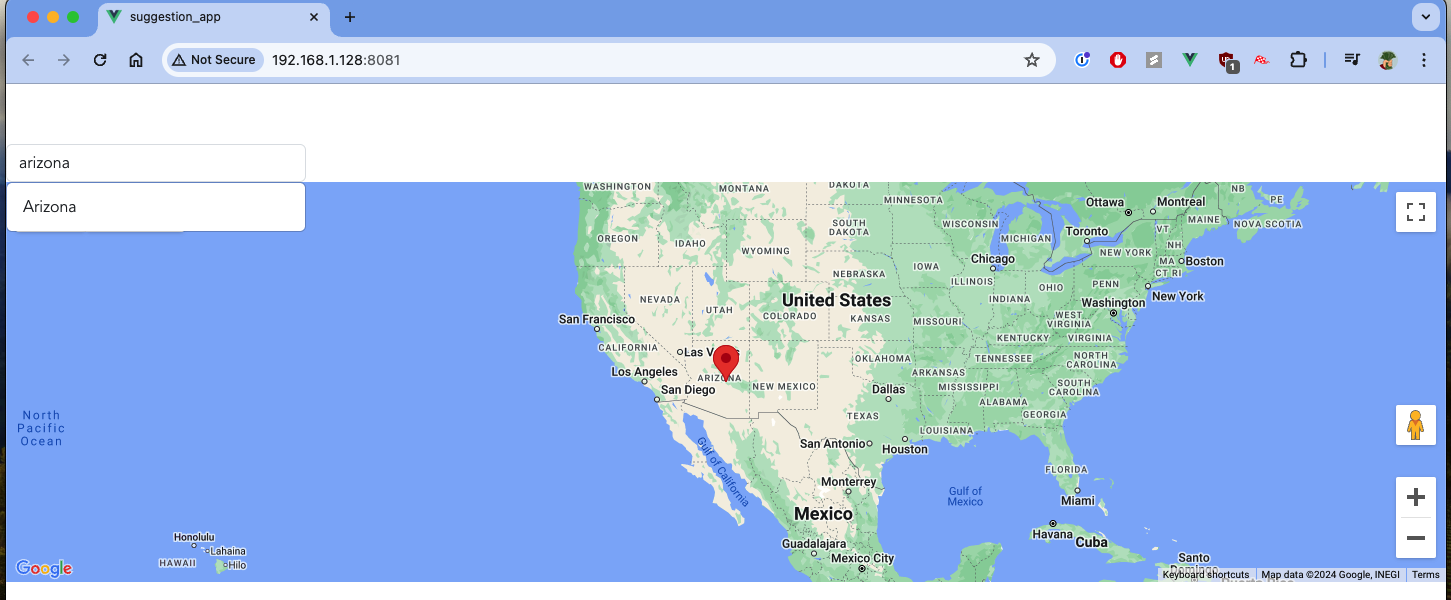 suggestion_app
Not Secure
192.168.1.128:8081
1
arizona
Arizona
WASHINGTON
MONTANA
DAKOTA
MINNESOTA
NB
PE
Ottawa
Montreal
MAINE
NOVA SCOTIA
OREGON
IDAHO
WYOMING
SOUTH
DAKOTA
WISCONSIN
MICHIGAN
Toronto
VT
NH
NEW YORK
MA
Boston
CT RI
Chicago
IOWA
NEBRASKA
ILLINOIS
INDIANA
OHIO
PENN
New York
Washington
NEVADA
UTAH
COLORADO
United States
KANSAS
MISSOURI
WEST
VIRGINIA
KENTUCKY
VIRGINIA
San Francisco
CALIFORNIA
Las V
OKLAHOMA
TENNESSEE
NORTH
CAROLINA
ARKANSAS
Los Angeles
ARIZONA
NEW MEXICO
MISSISSIPPI
SOUTH
CAROLINA
San Diego
Dallas
ALABAMA
GEORGIA
TEXAS
LOUISIANA
North
Pacific
Ocean
Gulf of California
San Antonio
Houston
FLORIDA
Monterrey
Gulf of
Mexico
Miami
Mexico
Havana
Cuba
Honolulu
Lahaina
HAWAII
Hilo
Guadalajara
Mexico City
Santo
Domingo
Google
Keyboard shortcuts
Map data ©2024 Google, INEGI
Terms